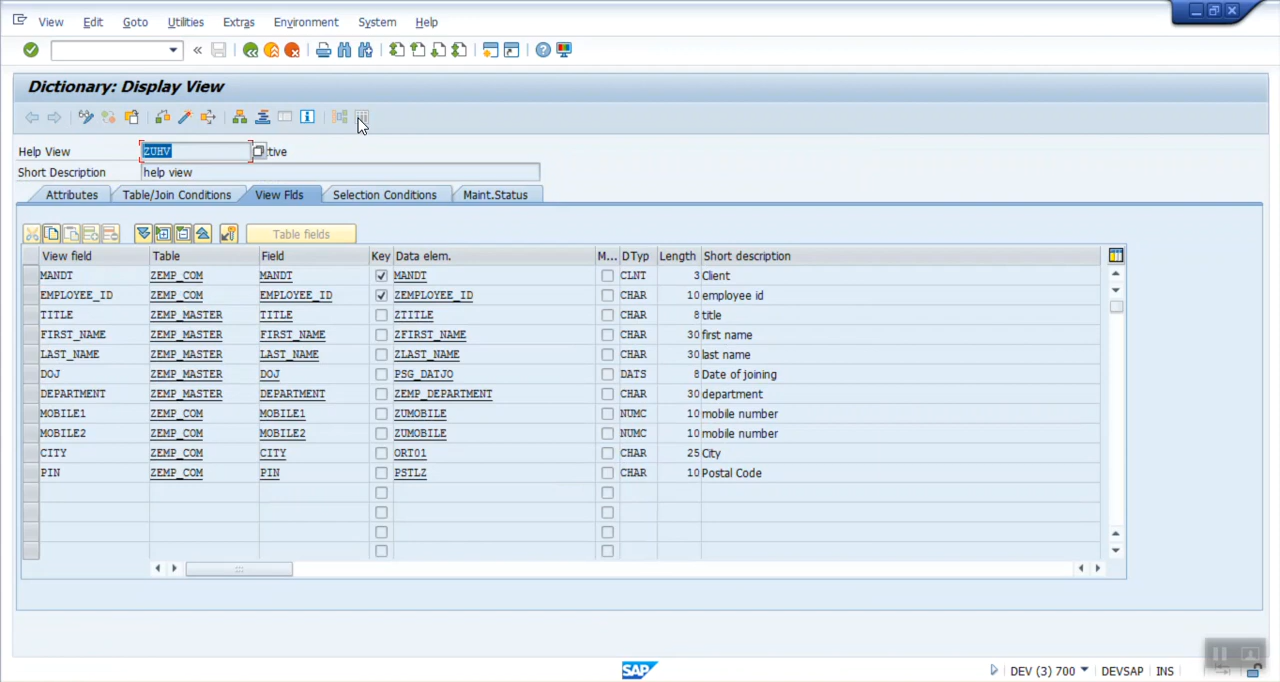 View Edit Goto Utilities Extras Environment System Help
Dictionary: Display View
Help View ZUHV tive
Short Description help view
Attributes Table/Join Conditions View Flds Selection Conditions Maint.Status
Table fields
View field Table Field Key Data elem. M... DTyp Length Short description
MANDT ZEMP_COM MANDT MANDT CLNT 3 Client
EMPLOYEE_ID ZEMP_COM EMPLOYEE_ID ZEMPLOYEE_ID CHAR 10 employee id
TITLE ZEMP_MASTER TITLE ZTITLE CHAR 8 title
FIRST_NAME ZEMP_MASTER FIRST_NAME ZFIRST_NAME CHAR 30 first name
LAST_NAME ZEMP_MASTER LAST_NAME ZLAST_NAME CHAR 30 last name
DOJ ZEMP_MASTER DOJ PSG_DATJO DATS 8 Date of joining
DEPARTMENT ZEMP_MASTER DEPARTMENT ZEMP_DEPARTMENT CHAR 30 department
MOBILE1 ZEMP_COM MOBILE1 ZUMOBILE NUMC 10 mobile number
MOBILE2 ZEMP_COM MOBILE2 ZUMOBILE NUMC 10 mobile number
CITY ZEMP_COM CITY ORT01 CHAR 25 City
PIN ZEMP_COM PIN PSTLZ CHAR 10 Postal Code
SAP DEV (3) 700 DEVSAP INS